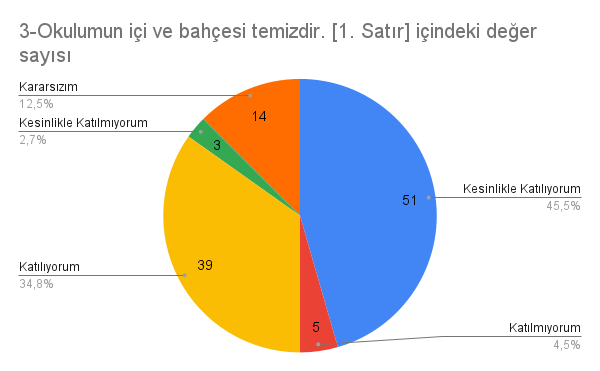 3-Okulumun içi ve bahçesi temizdir. [1. Satır] içindeki değer
sayısı
Kararsızım
12,5%
Kesinlikle Katılmıyorum
2,7%
Katılıyorum
34,8%
Kesinlikle Katılıyorum
45,5%
Katılmıyorum
4,5%
14
3
51
39
5